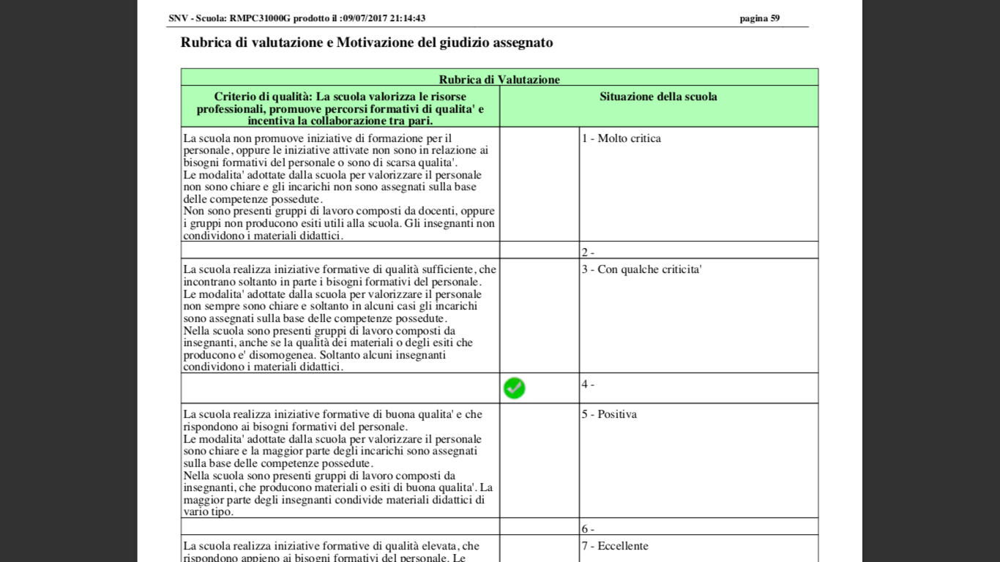 SNV - Scuola: RMPC31000G prodotto il :09/07/2017 21:14:43 pagina 59
Rubrica di valutazione e Motivazione del giudizio assegnato
Rubrica di Valutazione
Criterio di qualità: La scuola valorizza le risorse
professionali, promuove percorsi formativi di qualita' e
incentiva la collaborazione tra pari.
Situazione della scuola
La scuola non promuove iniziative di formazione per il
personale, oppure le iniziative attivate non sono in relazione ai
bisogni formativi del personale o sono di scarsa qualita'.
Le modalita' adottate dalla scuola per valorizzare il personale
non sono chiare e gli incarichi non sono assegnati sulla base
delle competenze possedute.
Non sono presenti gruppi di lavoro composti da docenti, oppure
i gruppi non producono esiti utili alla scuola. Gli insegnanti non
condividono i materiali didattici.
1 - Molto critica
2 -
La scuola realizza iniziative formative di qualità sufficiente, che
incontrano soltanto in parte i bisogni formativi del personale.
Le modalita' adottate dalla scuola per valorizzare il personale
non sempre sono chiare e soltanto in alcuni casi gli incarichi
sono assegnati sulla base delle competenze possedute.
Nella scuola sono presenti gruppi di lavoro composti da
insegnanti, anche se la qualità dei materiali o degli esiti che
producono e' disomogenea. Soltanto alcuni insegnanti
condividono i materiali didattici.
3 - Con qualche criticita'
4 -
La scuola realizza iniziative formative di buona qualita' e che
rispondono ai bisogni formativi del personale.
Le modalita' adottate dalla scuola per valorizzare il personale
sono chiare e la maggior parte degli incarichi sono assegnati
sulla base delle competenze possedute.
Nella scuola sono presenti gruppi di lavoro composti da
insegnanti, che producono materiali o esiti di buona qualita'. La
maggior parte degli insegnanti condivide materiali didattici di
vario tipo.
5 - Positiva
6 -
La scuola realizza iniziative formative di qualità elevata, che
rispondono appieno ai bisogni formativi del personale. Le
7 - Eccellente